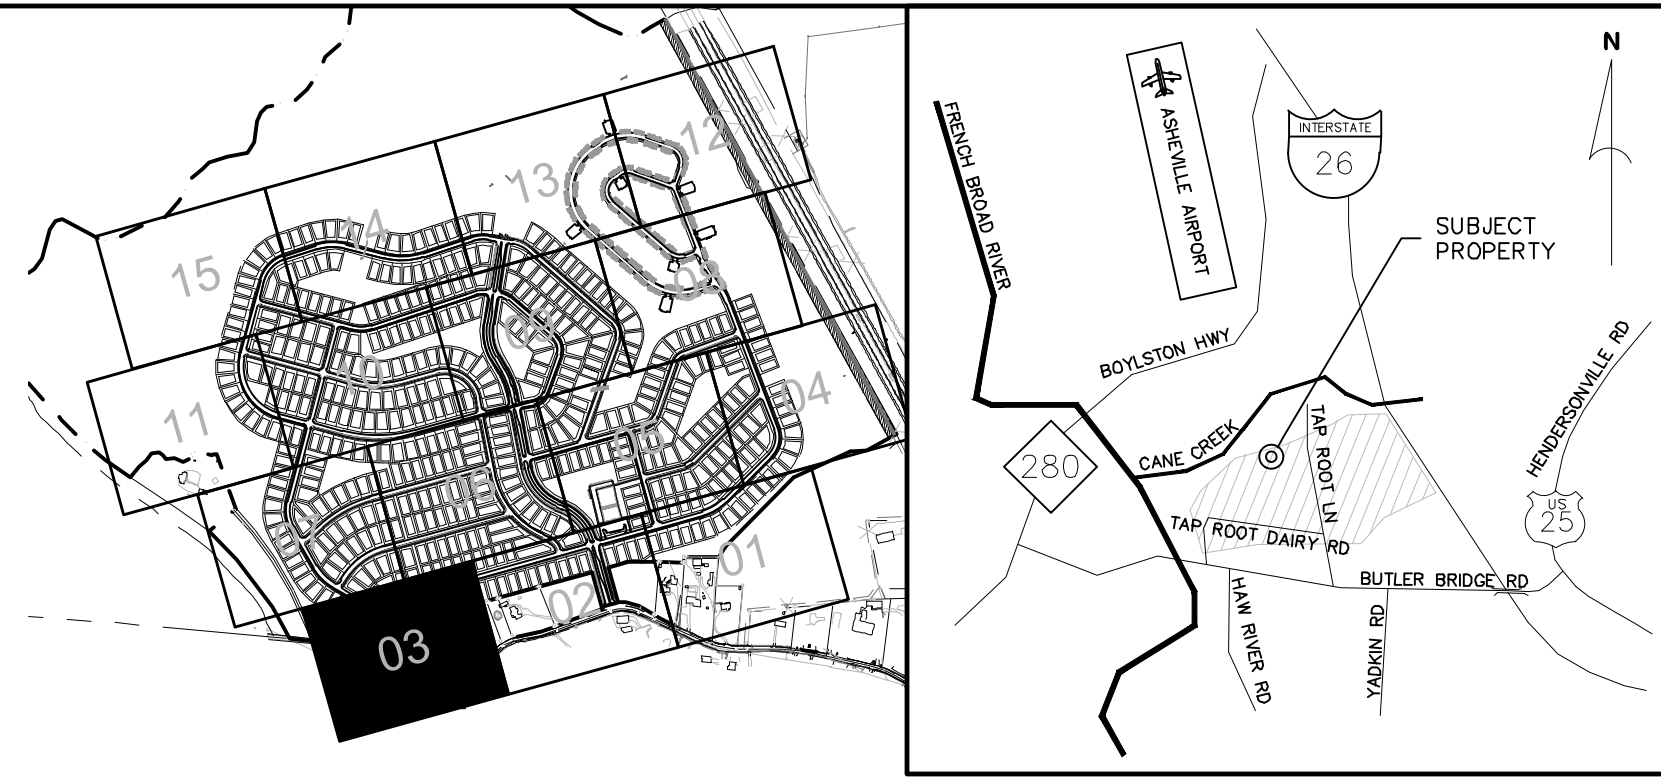 12
13
14
15
08
09
10
11
04
05
06
07
01
02
03
N
FRENCH BROAD RIVER
ASHEVILLE AIRPORT
INTERSTATE
26
SUBJECT
PROPERTY
BOYLSTON HWY
HENDERSONVILLE RD
CANE CREEK
TAP ROOT LN
280
US
25
TAP ROOT DAIRY RD
BUTLER BRIDGE RD
HAW RIVER RD
YADKIN RD